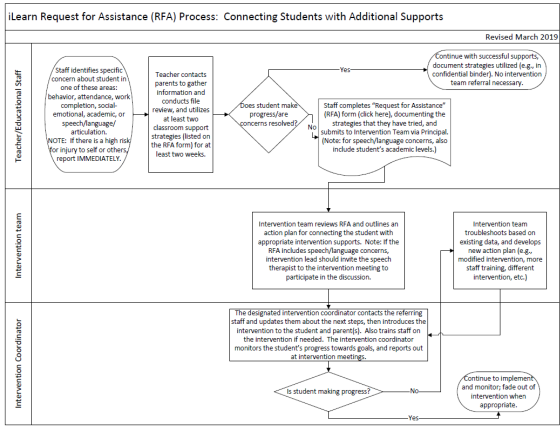 iLearn Request for Assistance (RFA) Process:  Connecting Students with Additional Supports
Revised March 2019
Teacher/Educational Staff
Staff identifies specific
concern about student in
one of these areas:
behavior, attendance, work
completion, social-
emotional, academic, or
speech/language/
articulation.
NOTE: If there is a high risk
for injury to self or others,
report IMMEDIATELY.
Teacher contacts
parents to gather
information and
conducts file
review, and utilizes
at least two
classroom support
strategies (listed on
the RFA form) for
at least two weeks.
Does student make
progress/are
concerns resolved?
Yes
No
Continue with successful supports,
document strategies utilized (e.g., in
confidential binder). No intervention
team referral necessary.
Staff completes "Request for Assistance"
(RFA) form (click here), documenting the
strategies that they have tried, and
submits to Intervention Team via Principal.
(Note: for speech/language concerns, also
include student's academic levels.)
Intervention team
Intervention team reviews RFA and outlines an
action plan for connecting the student with
appropriate intervention supports.  Note: If the
RFA includes speech/language concerns,
intervention lead should invite the speech
therapist to the intervention meeting to
participate in the discussion.
Intervention team
troubleshoots based on
existing data, and develops
new action plan (e.g.,
modified intervention, more
staff training, different
intervention, etc.)
Intervention Coordinator
The designated intervention coordinator contacts the referring
staff and updates them about the next steps, then introduces the
intervention to the student and parent(s).  Also trains staff on
the intervention if needed.  The intervention coordinator
monitors the student's progress towards goals, and reports out
at intervention meetings.
Is student making progress?
No
Yes
Continue to implement
and monitor; fade out of
intervention when
appropriate.